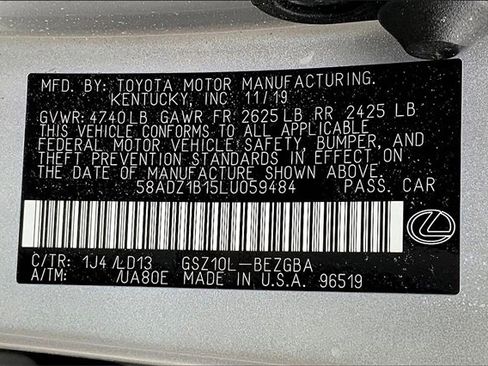 MFD. BY: TOYOTA MOTOR MANUFACTURING.
KENTUCKY, INC 11/19
GVWR: 4740LB GAWR FR 2625LB RR 2425 LB
THIS VEHICLE CONFORMS TO ALL APPLICABLE
FEDERAL MOTOR VEHICLE SAFETY, BUMPER, AND
THEFT PREVENTION STANDARDS IN EFFECT ON
THE DATE OF MANUFACTURE SHOWN ABOVE.
58ADZ1B15LU059484 PASS. CAR
C/TR: 1J4 /LD13 GSZ10L-BEZGBA
A/TM: /UA80E MADE IN U.S.A. 96519